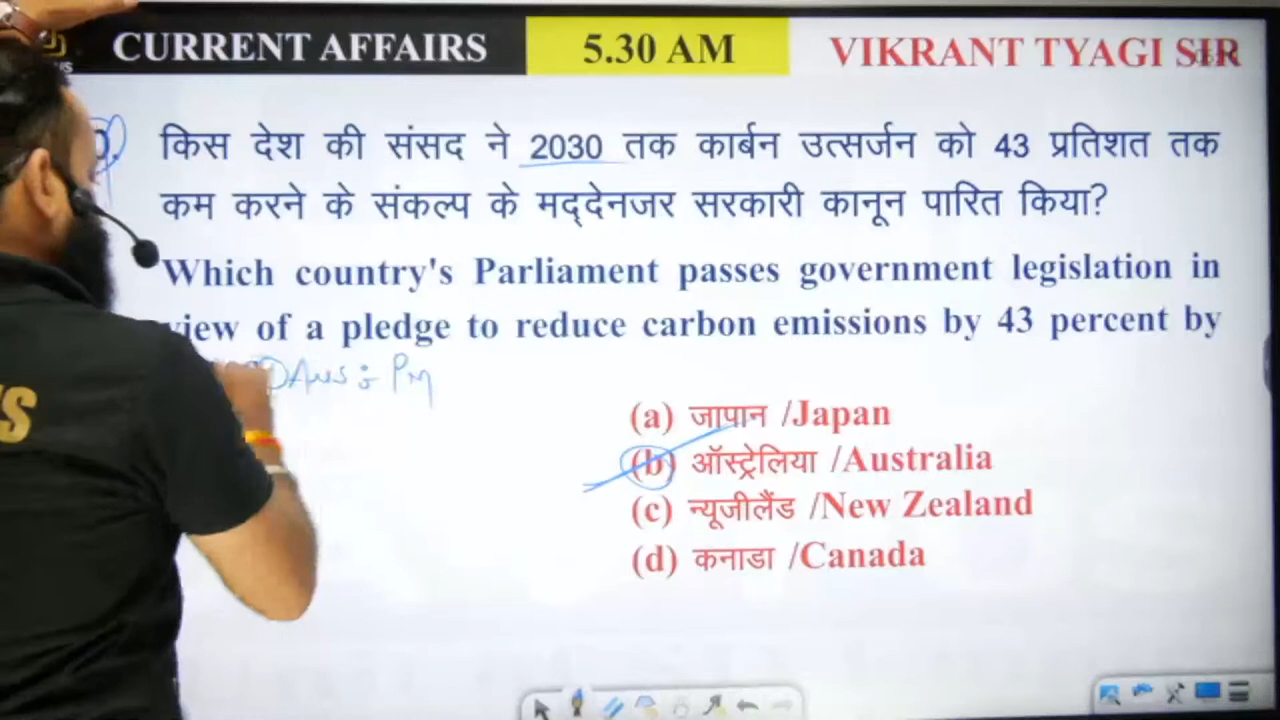 CURRENT AFFAIRS 5.30 AM VIKRANT TYAGI SIR
किस देश की संसद ने 2030 तक कार्बन उत्सर्जन को 43 प्रतिशत तक
कम करने के संकल्प के मद्देनजर सरकारी कानून पारित किया?
Which country's Parliament passes government legislation in
view of a pledge to reduce carbon emissions by 43 percent by
Aus : PM
(a) जापान /Japan
(b) ऑस्ट्रेलिया /Australia
(c) न्यूजीलैंड /New Zealand
(d) कनाडा /Canada